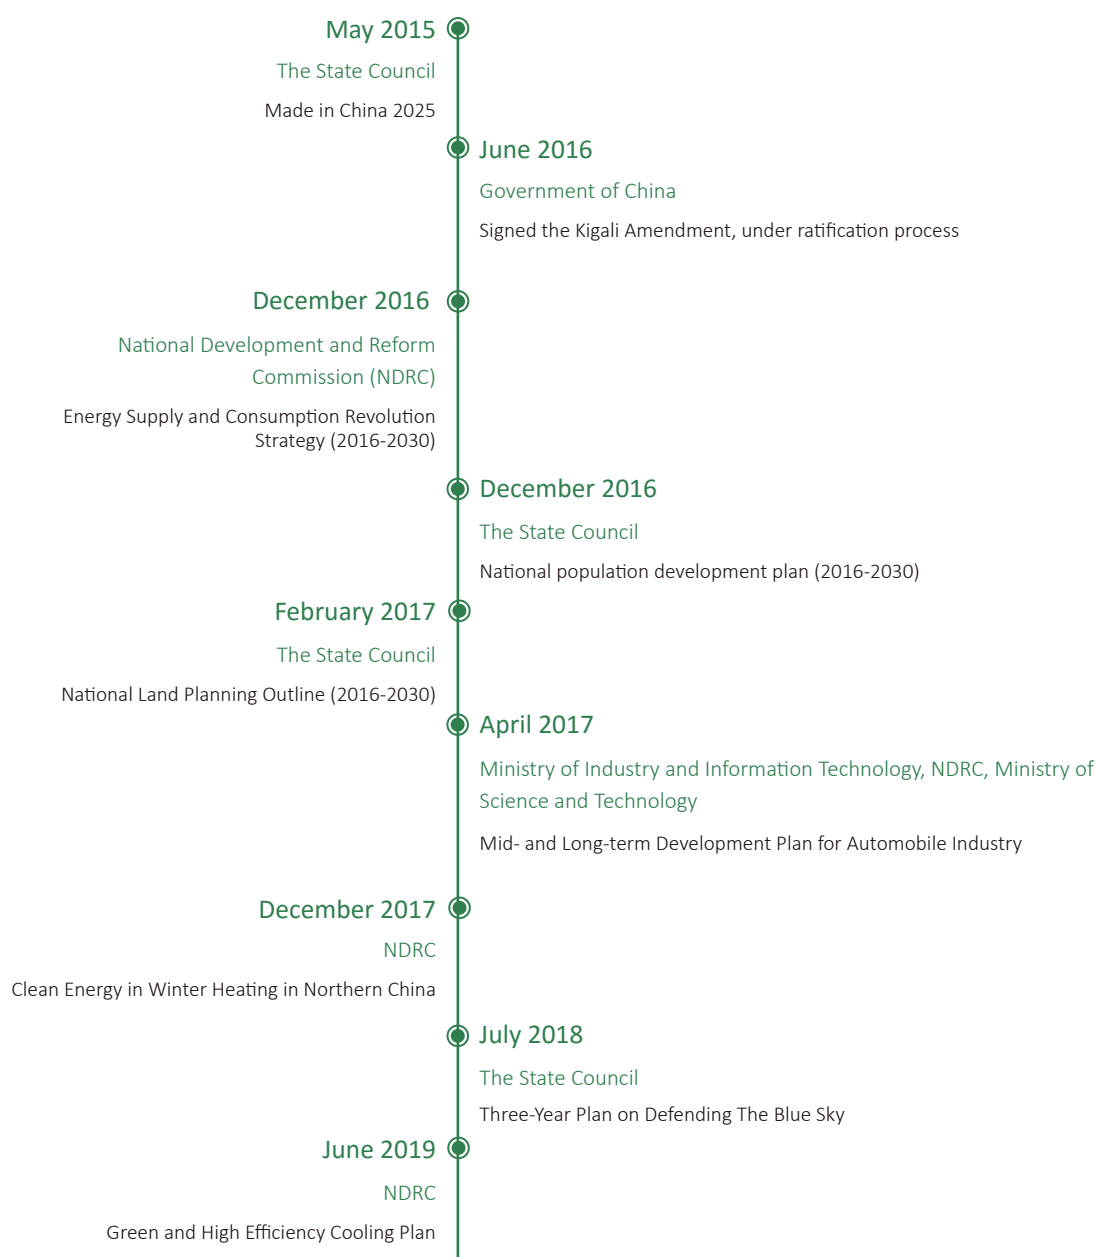 May 2015
The State Council
Made in China 2025
June 2016
Government of China
Signed the Kigali Amendment, under ratification process
December 2016
National Development and Reform
Commission (NDRC)
Energy Supply and Consumption Revolution
Strategy (2016-2030)
December 2016
The State Council
National population development plan (2016-2030)
February 2017
The State Council
National Land Planning Outline (2016-2030)
April 2017
Ministry of Industry and Information Technology, NDRC, Ministry of
Science and Technology
Mid- and Long-term Development Plan for Automobile Industry
December 2017
NDRC
Clean Energy in Winter Heating in Northern China
July 2018
The State Council
Three-Year Plan on Defending The Blue Sky
June 2019
NDRC
Green and High Efficiency Cooling Plan